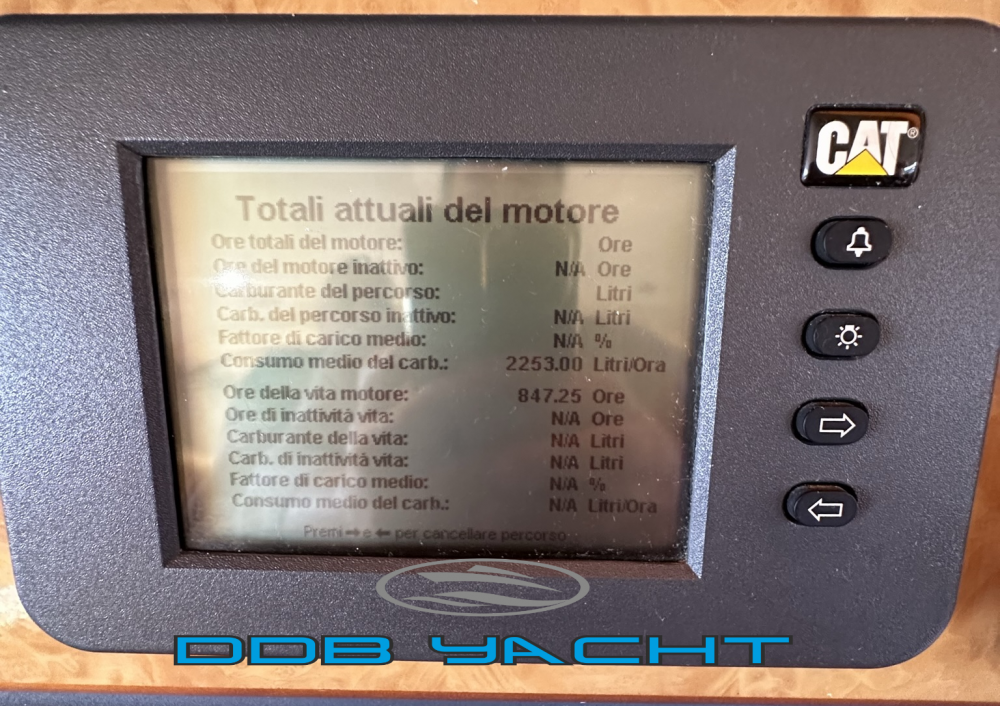 CAT®
Totali attuali del motore
Ore totali del motore: Ore
Ore del motore inattivo: N/A Ore
Carburante del percorso: Litri
Carb. del percorso inattivo: N/A Litri
Fattore di carico medio: N/A %
Consumo medio del carb.: 2253.00 Litri/Ora
Ore della vita motore: 847.25 Ore
Ore di inattività vita: N/A Ore
Carburante della vita: N/A Litri
Carb. di inattività vita: N/A Litri
Fattore di carico medio: N/A %
Consumo medio del carb.: N/A Litri/Ora
Premi ➡ e ⬅ per cancellare percorso
DDB YACHT